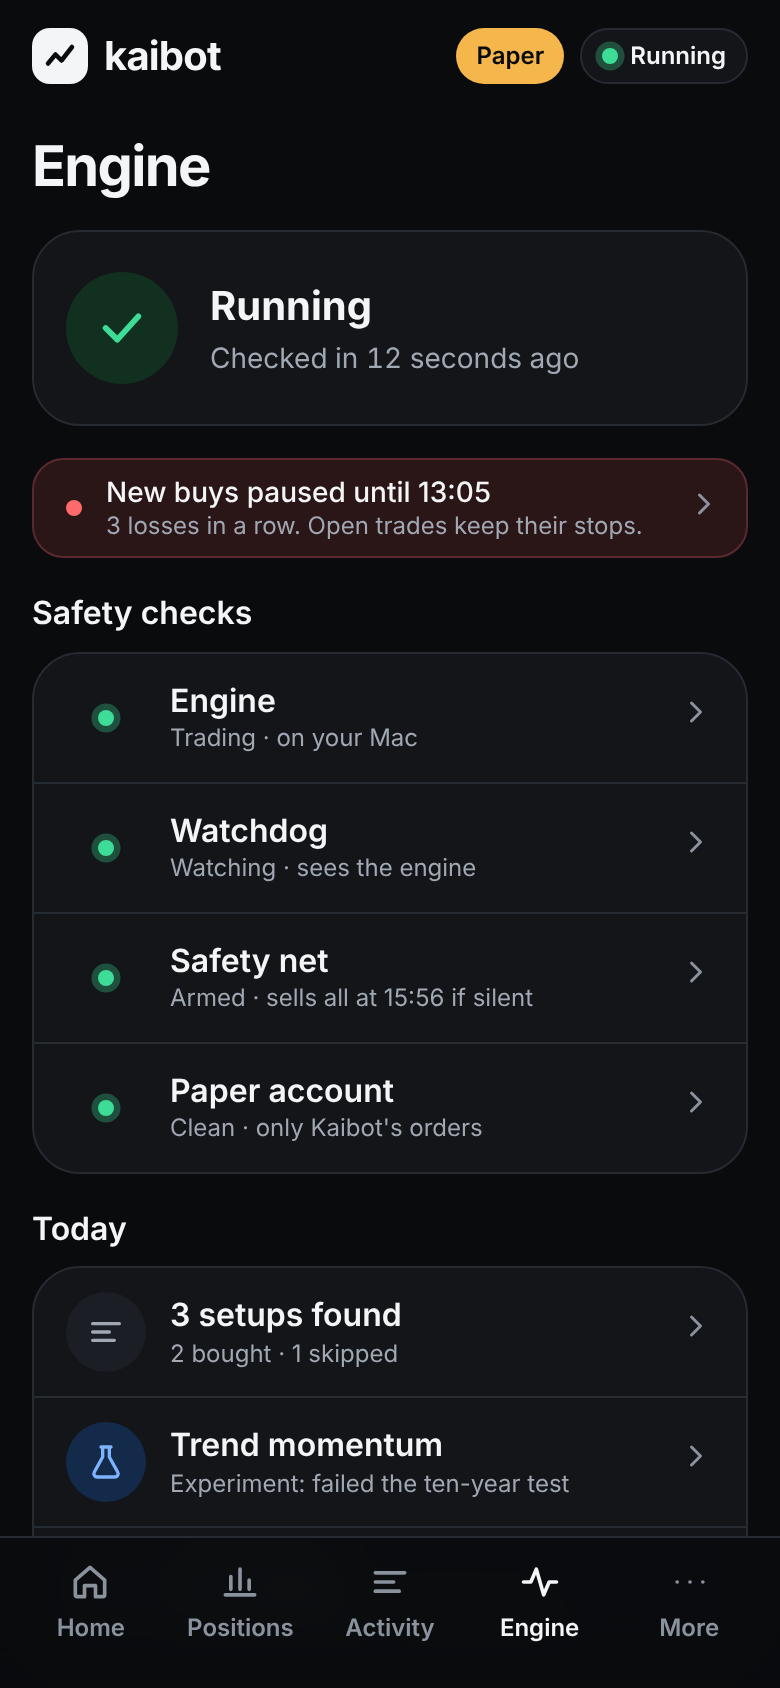 kaibot
Paper
Running
Engine
Running
Checked in 12 seconds ago
New buys paused until 13:05
3 losses in a row. Open trades keep their stops.
Safety checks
Engine
Trading · on your Mac
Watchdog
Watching · sees the engine
Safety net
Armed · sells all at 15:56 if silent
Paper account
Clean · only Kaibot's orders
Today
3 setups found
2 bought · 1 skipped
Trend momentum
Experiment: failed the ten-year test
Home
Positions
Activity
Engine
More